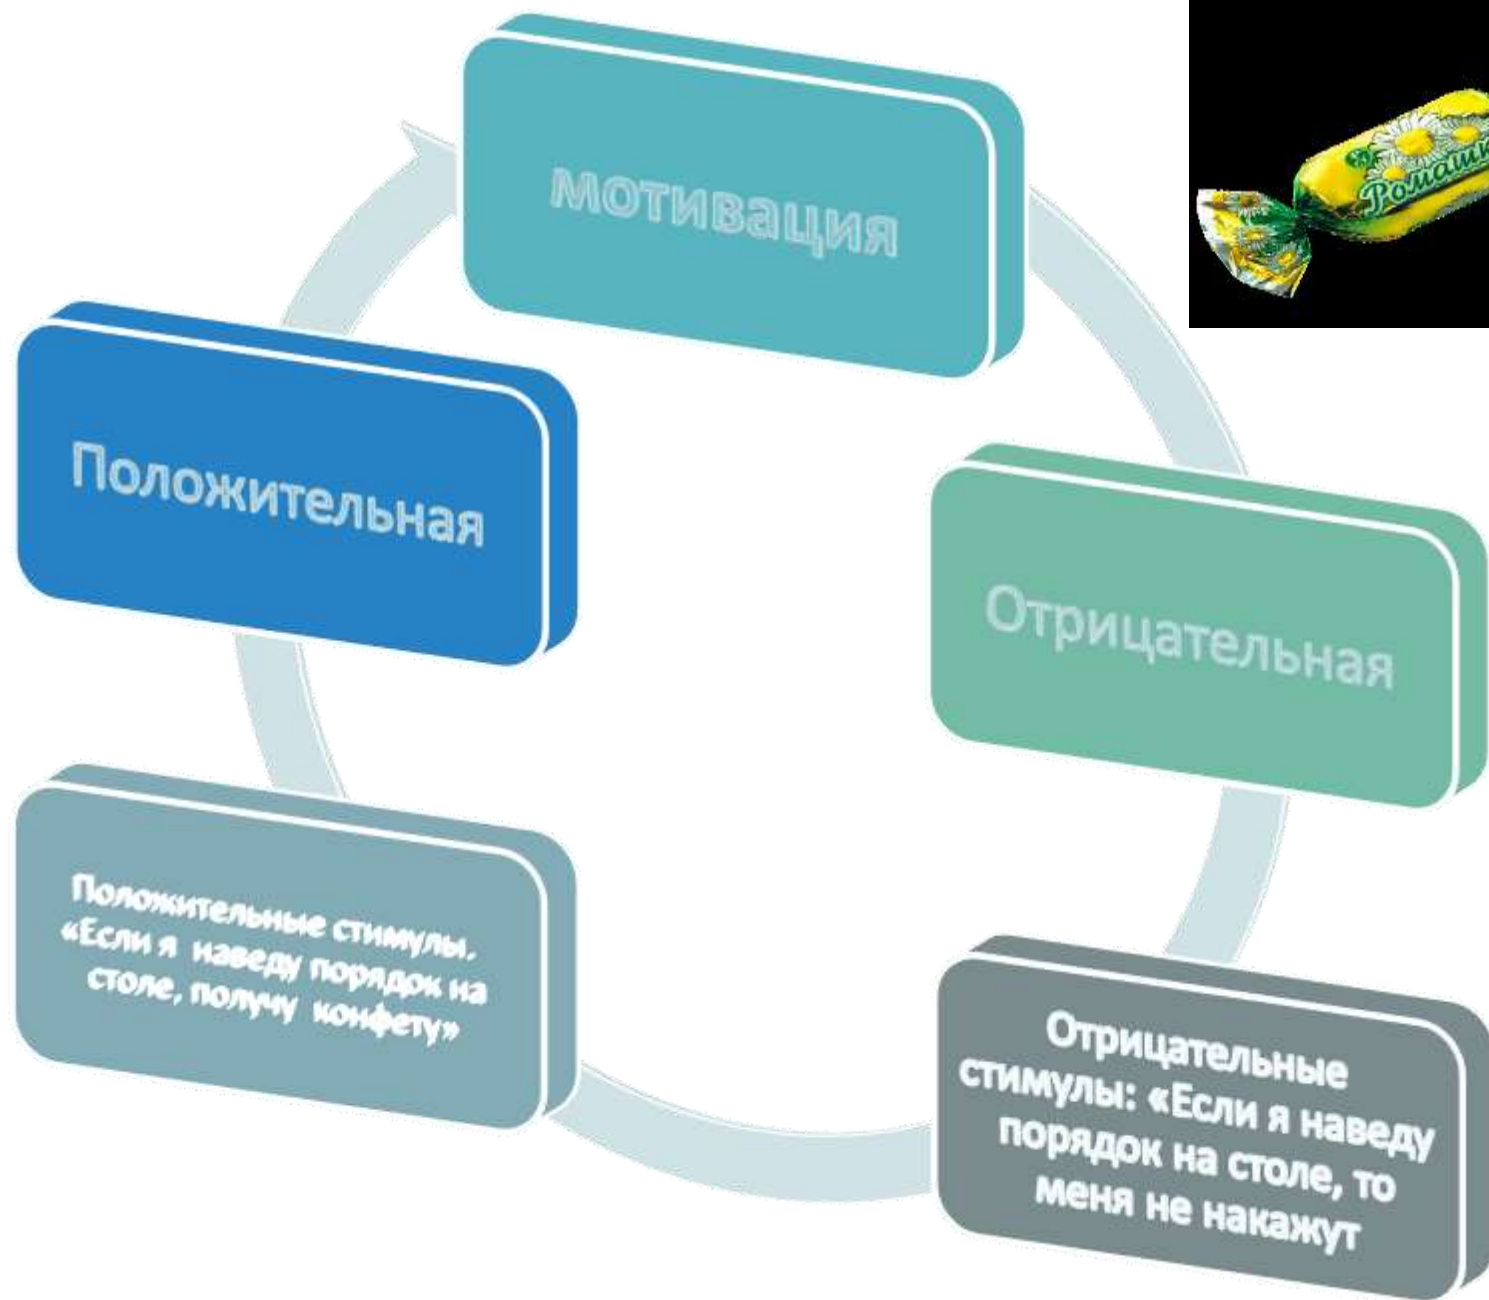 мотивация
Ромашк
Положительная
Отрицательная
Положительные стимулы.
«Если я наведу порядок на
столе, получу конфету»
Отрицательные
стимулы: «Если я наведу
порядок на столе, то
меня не накажут